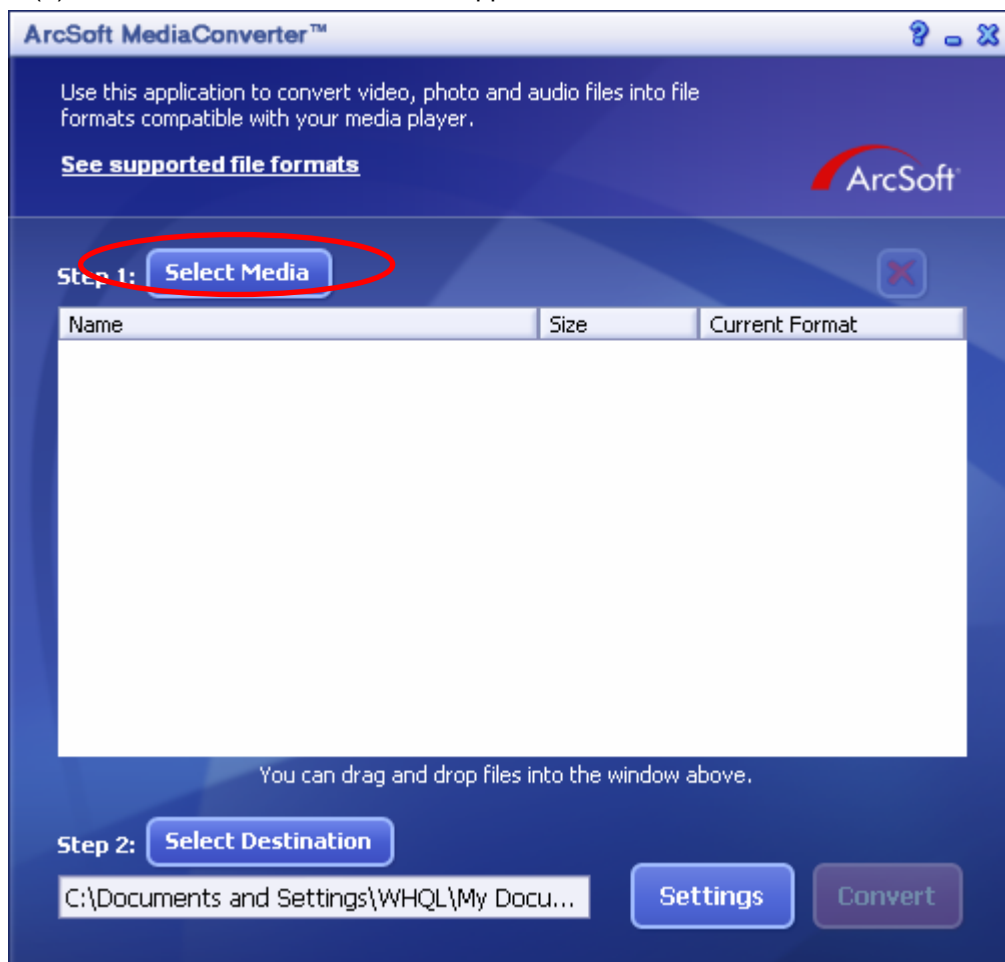 ArcSoft MediaConverter™
Use this application to convert video, photo and audio files into file
formats compatible with your media player.
See supported file formats
ArcSoft
Step 1: Select Media
Name Size Current Format
You can drag and drop files into the window above.
Step 2: Select Destination
C:\Documents and Settings\WHQL\My Docu...
Settings Convert